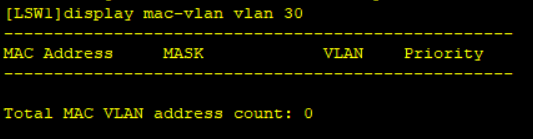 [LSW1]display mac-vlan vlan 30
---------------------------------------------------
MAC Address     MASK            VLAN    Priority
---------------------------------------------------
Total MAC VLAN address count: 0